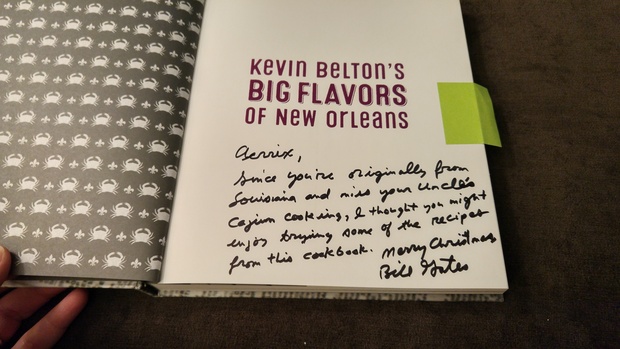 KEVIN BELTON'S
BIG FLAVORS
OF NEW ORLEANS
Aerrix,
Since you're originally from
Louisiana and miss your Uncle's
Cajun cooking, I thought you might
enjoy trying some of the recipes
from this cookbook. Merry Christmas
Bill Gates